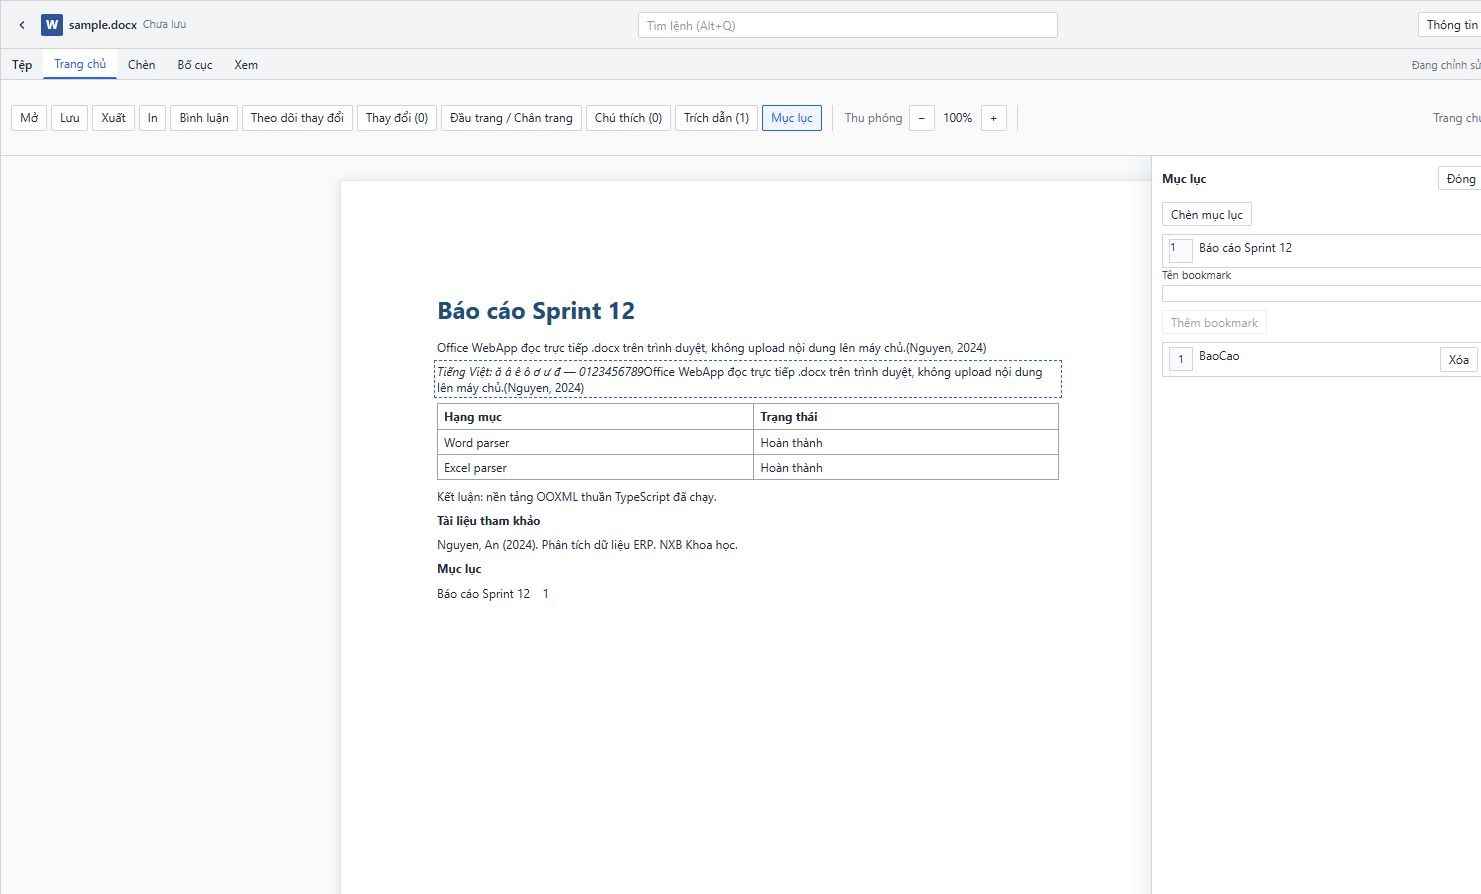 W sample.docx Chưa lưu
Tìm lệnh (Alt+Q)
Thông tin
Tệp Trang chủ Chèn Bố cục Xem
Đang chỉnh sử
Mở Lưu Xuất In Bình luận Theo dõi thay đổi Thay đổi (0) Đầu trang / Chân trang Chú thích (0) Trích dẫn (1) Mục lục Thu phóng − 100% +
Trang chủ
Báo cáo Sprint 12
Office WebApp đọc trực tiếp .docx trên trình duyệt, không upload nội dung lên máy chủ.(Nguyen, 2024)
Tiếng Việt: ă â ê ô ơ ư đ — 0123456789Office WebApp đọc trực tiếp .docx trên trình duyệt, không upload nội dung
lên máy chủ.(Nguyen, 2024)
Hạng mục Trạng thái
Word parser Hoàn thành
Excel parser Hoàn thành
Kết luận: nền tảng OOXML thuần TypeScript đã chạy.
Tài liệu tham khảo
Nguyen, An (2024). Phân tích dữ liệu ERP. NXB Khoa học.
Mục lục
Báo cáo Sprint 12 1
Mục lục
Đóng
Chèn mục lục
1 Báo cáo Sprint 12
Tên bookmark
Thêm bookmark
1 BaoCao Xóa